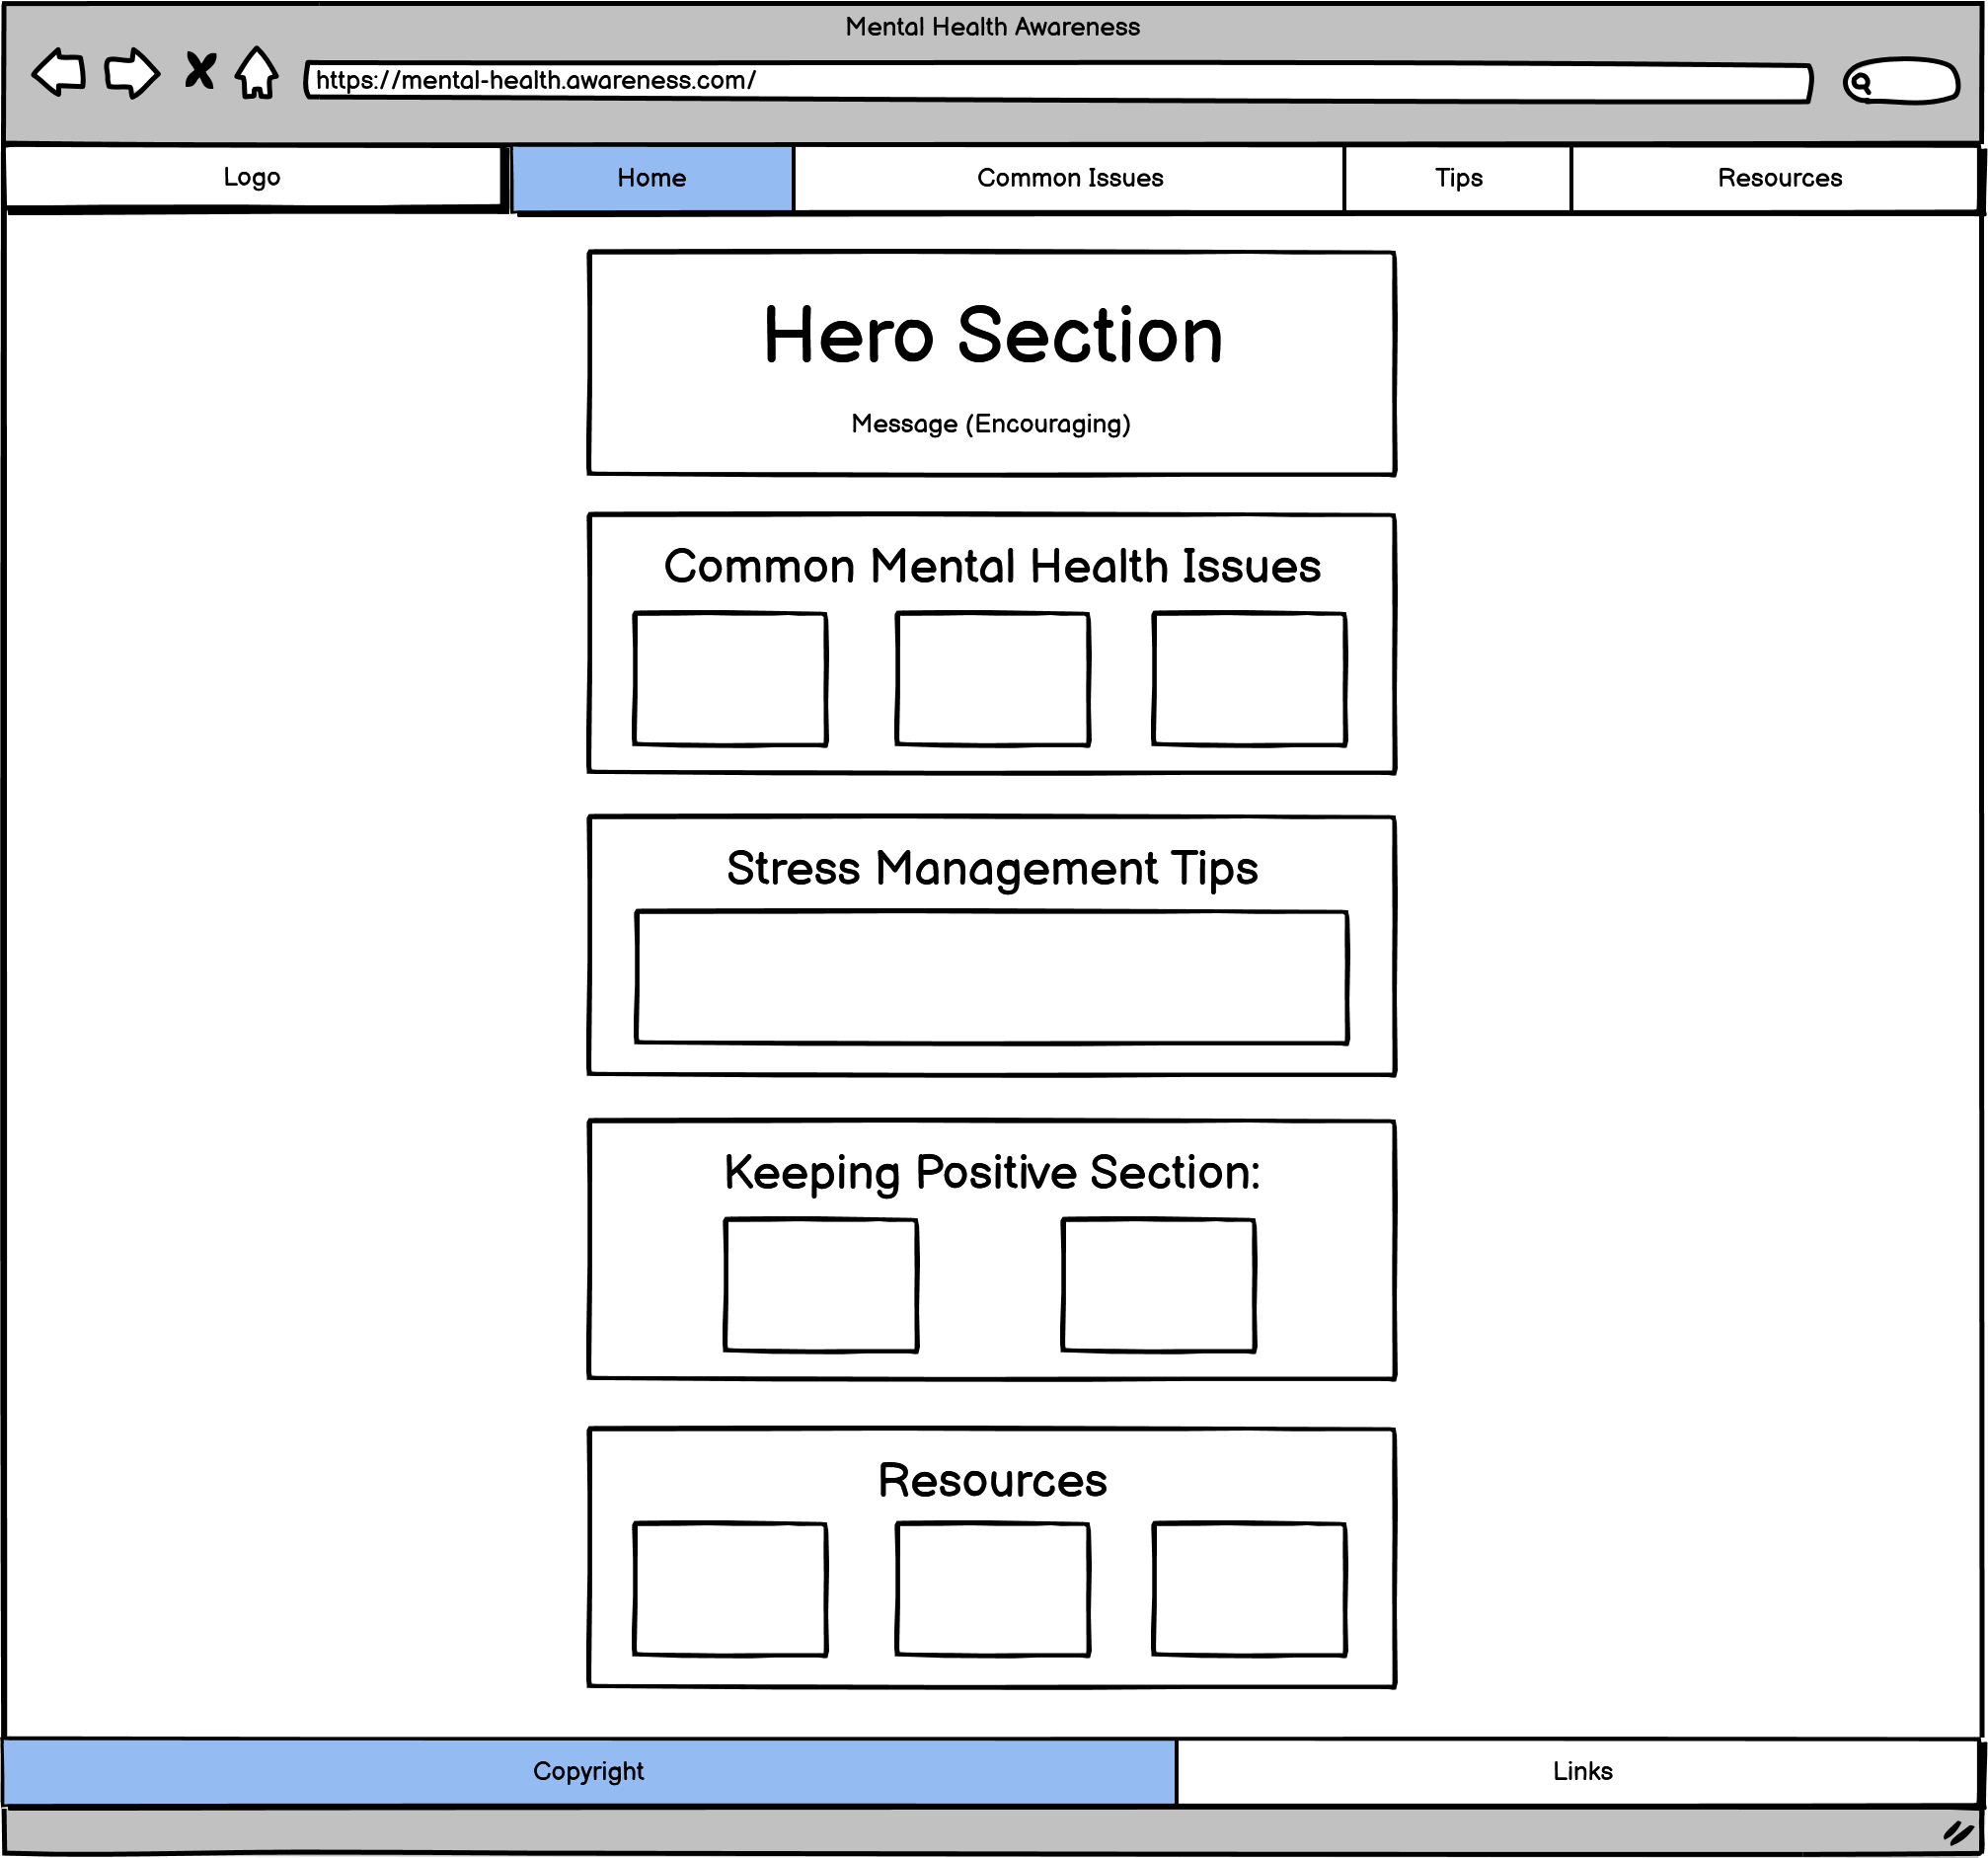 Mental Health Awareness
https://mental-health.awareness.com/
Logo
Home
Common Issues
Tips
Resources
Hero Section
Message (Encouraging)
Common Mental Health Issues
Stress Management Tips
Keeping Positive Section:
Resources
Copyright
Links